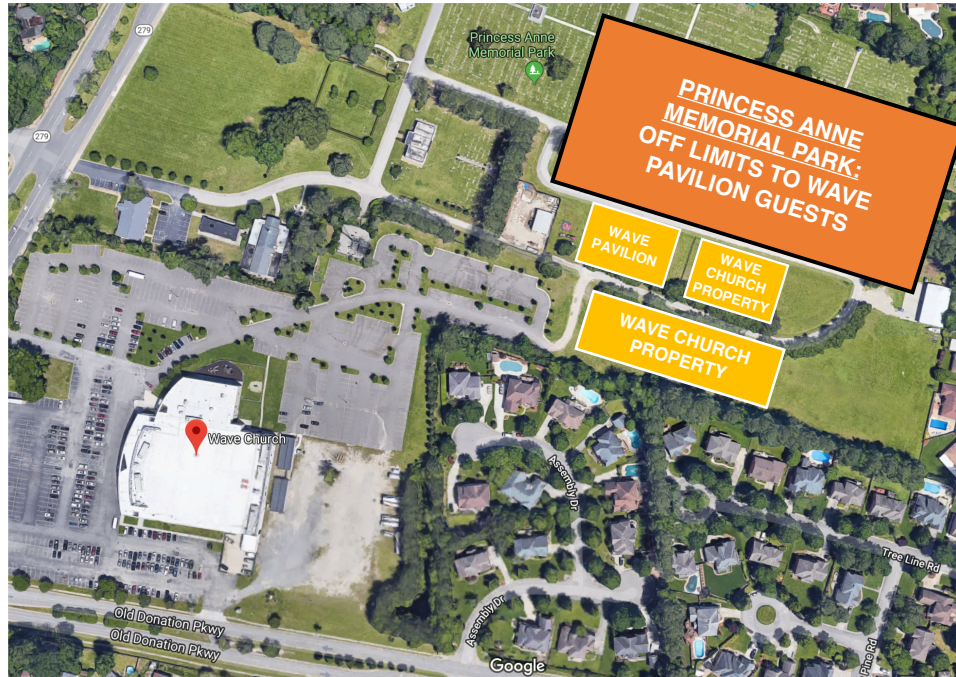 279
Princess Anne
Memorial Park
279
PRINCESS ANNE
MEMORIAL PARK:
OFF LIMITS TO WAVE
PAVILION GUESTS
WAVE
PAVILION
WAVE
CHURCH
PROPERTY
WAVE CHURCH
PROPERTY
Wave Church
Assembly Dr
Tree Line Rd
Assembly Dr
Old Donation Pkwy
Old Donation Pkwy
Pine Rd
Google